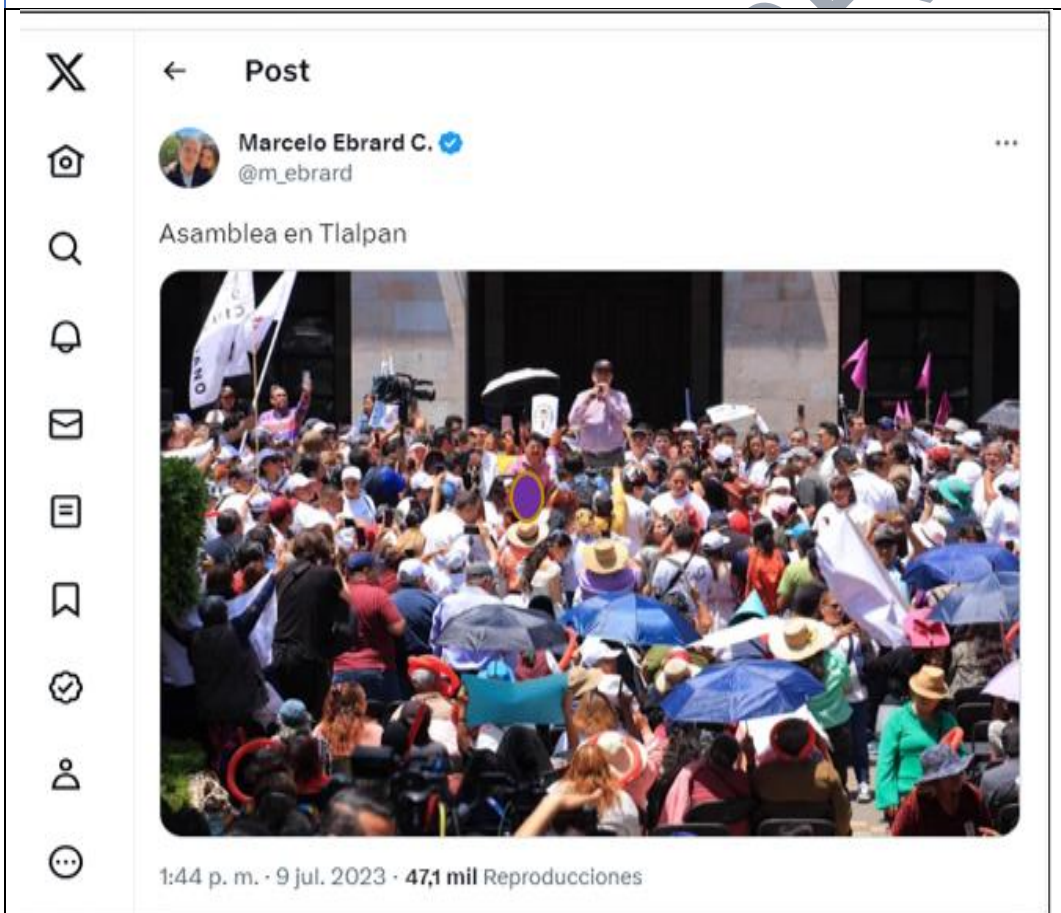 Post
Marcelo Ebrard C.
@m_ebrard
Asamblea en Tlalpan
1:44 p. m. · 9 jul. 2023 · 47,1 mil Reproducciones